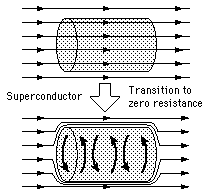 Superconductor
Transition to
zero resistance